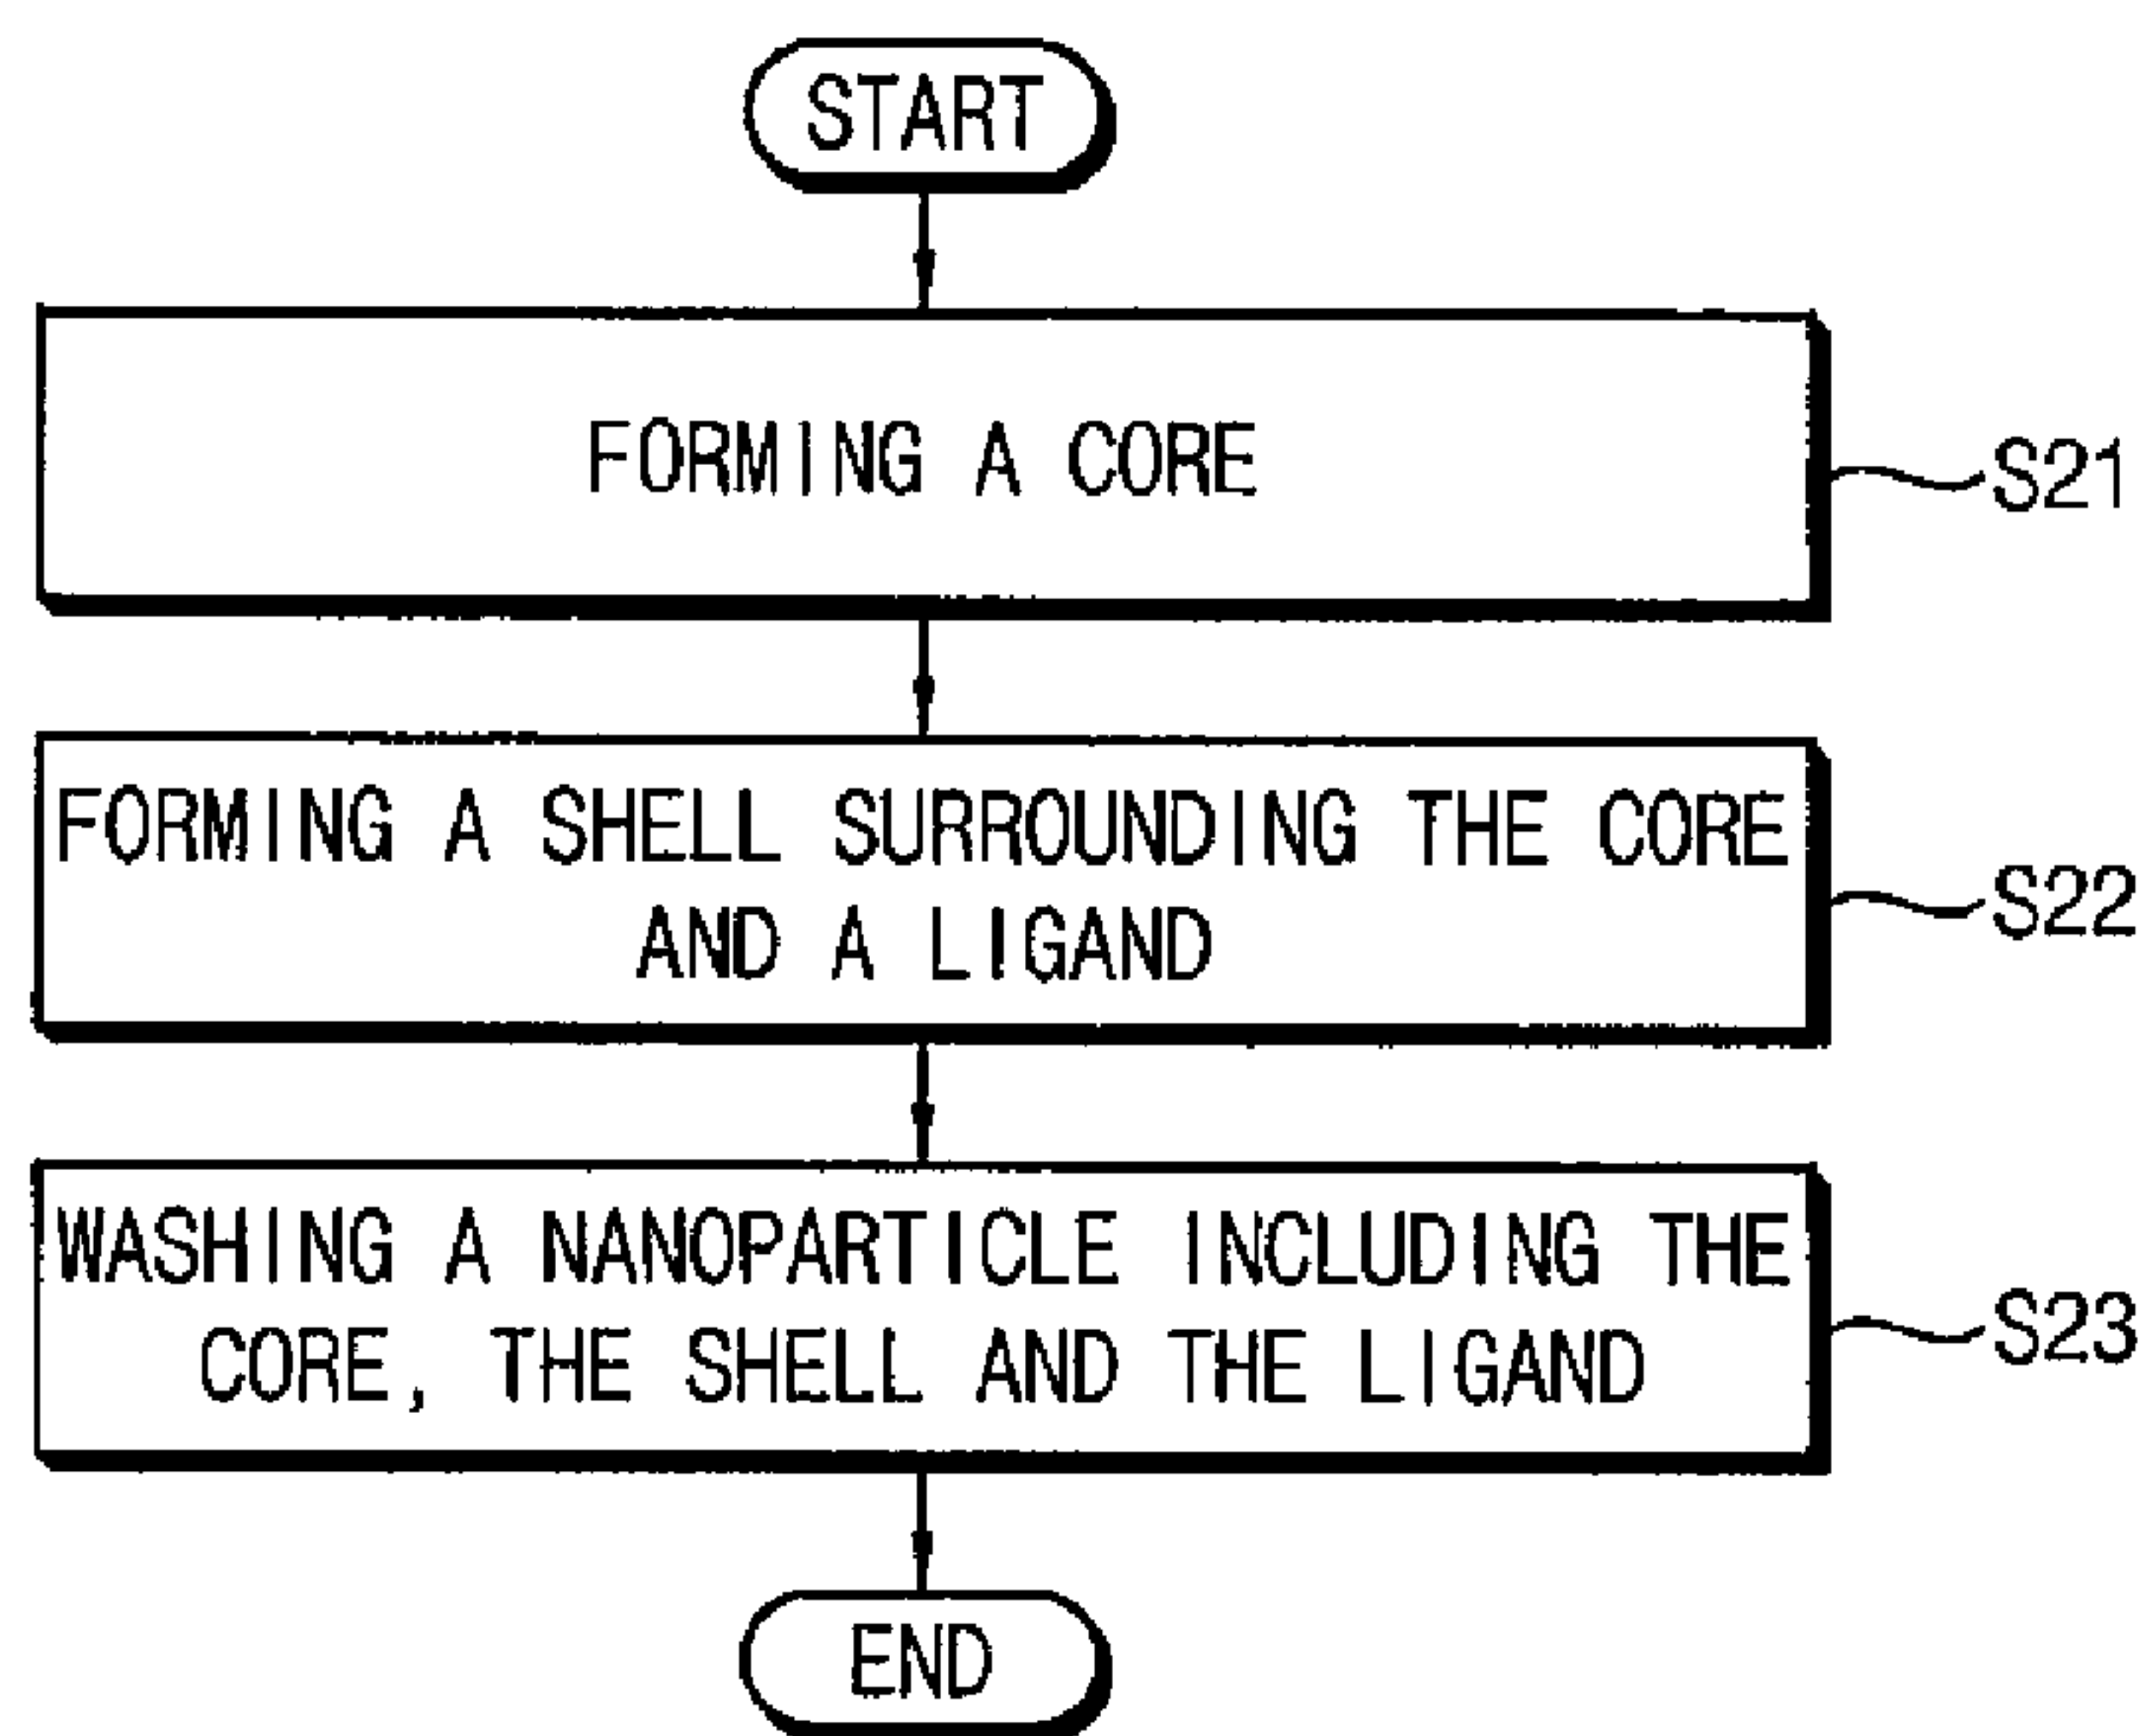 START
FORMING A CORE
S21
FORMING A SHELL SURROUNDING THE CORE
AND A LIGAND
S22
WASHING A NANOPARTICLE INCLUDING THE
CORE, THE SHELL AND THE LIGAND
S23
END